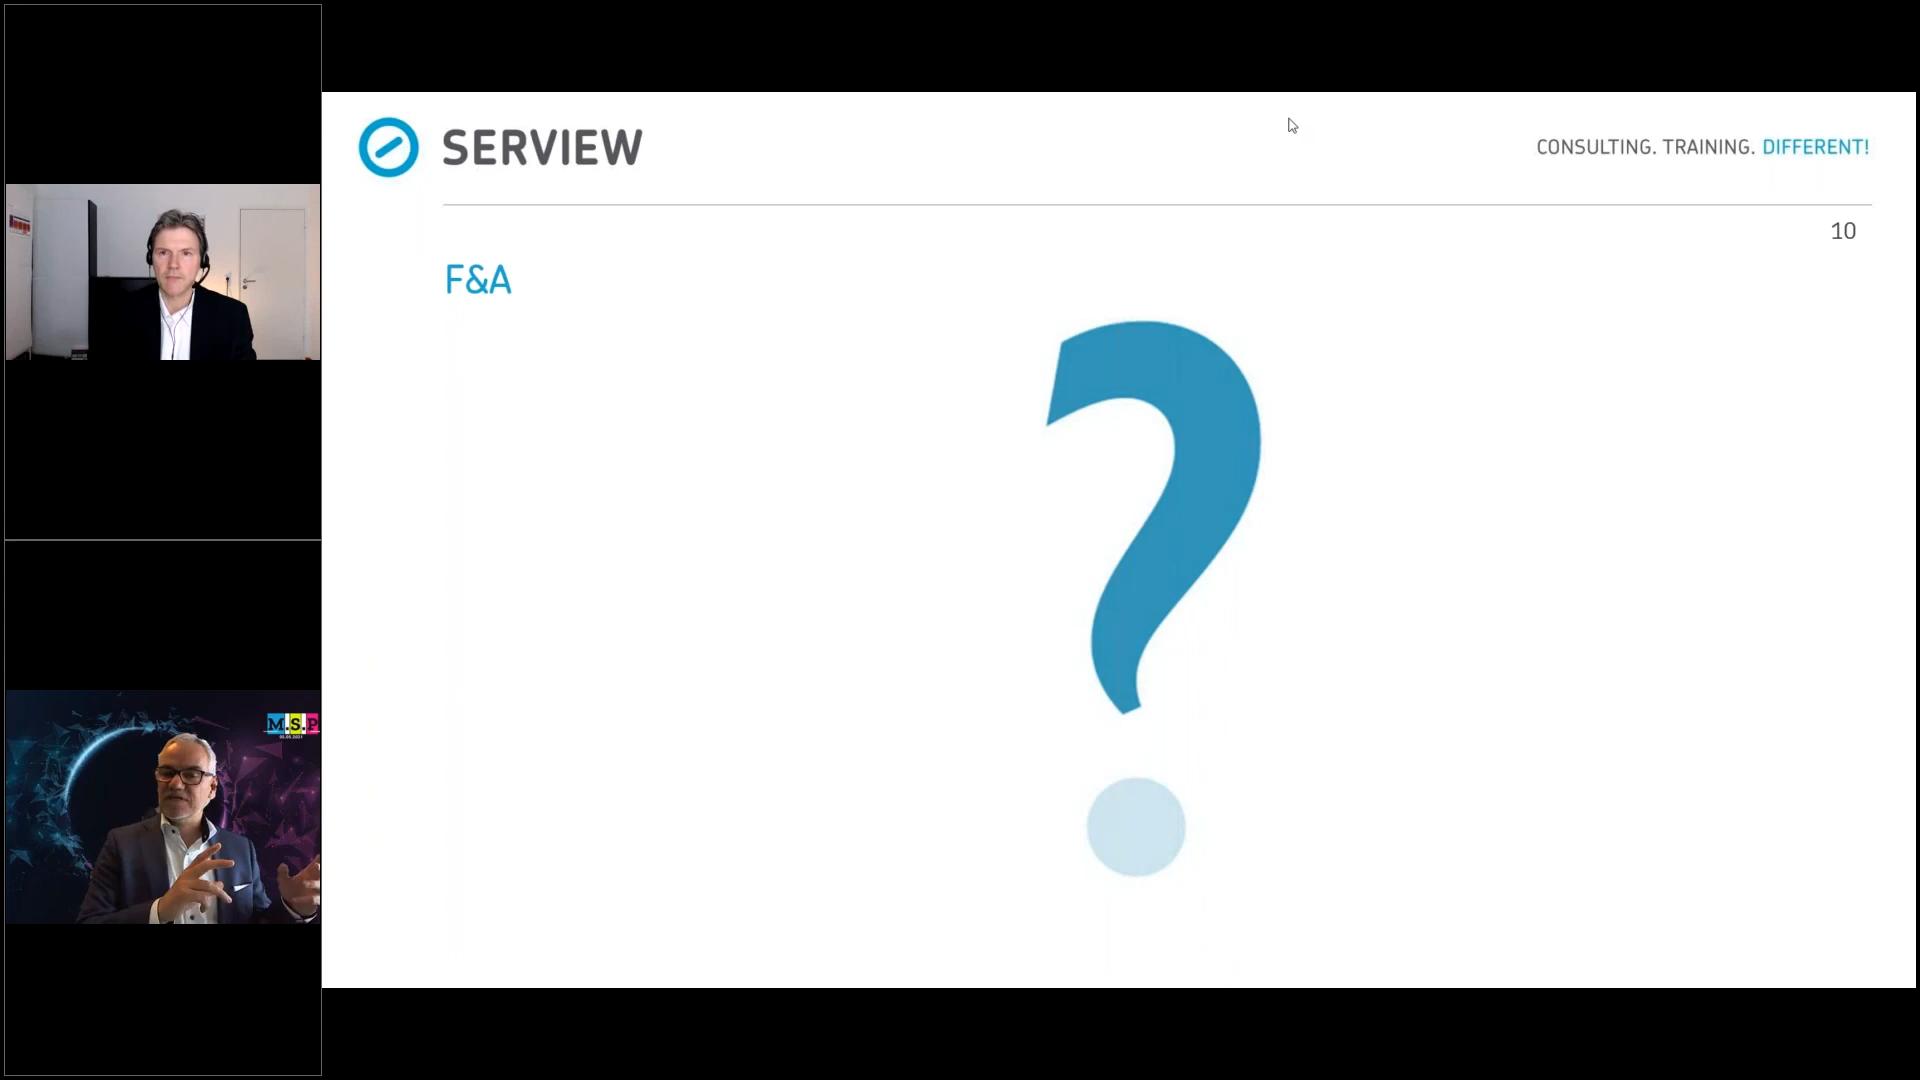 SERVIEW
CONSULTING. TRAINING. DIFFERENT!
10
F&A
?
M.S.P